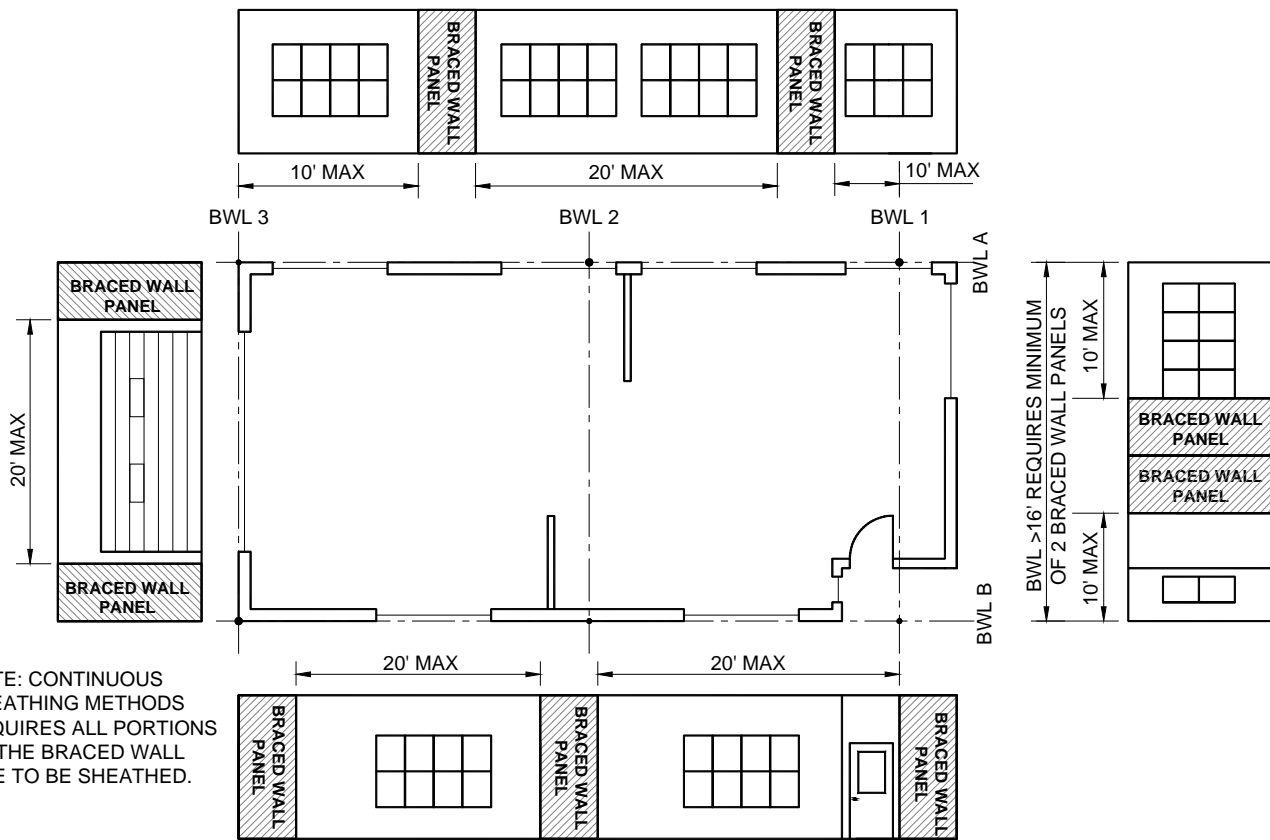 BRACED WALL
PANEL
BRACED WALL
PANEL
10' MAX
20' MAX
10' MAX
BWL 3
BWL 2
BWL 1
BWL A
BRACED WALL
PANEL
20' MAX
BRACED WALL
PANEL
BWL >16' REQUIRES MINIMUM
OF 2 BRACED WALL PANELS
10' MAX
BRACED WALL
PANEL
BRACED WALL
PANEL
10' MAX
BWL B
20' MAX
20' MAX
TE: CONTINUOUS
EATHING METHODS
QUIRES ALL PORTIONS
THE BRACED WALL
E TO BE SHEATHED.
BRACED WALL
PANEL
BRACED WALL
PANEL
BRACED WALL
PANEL